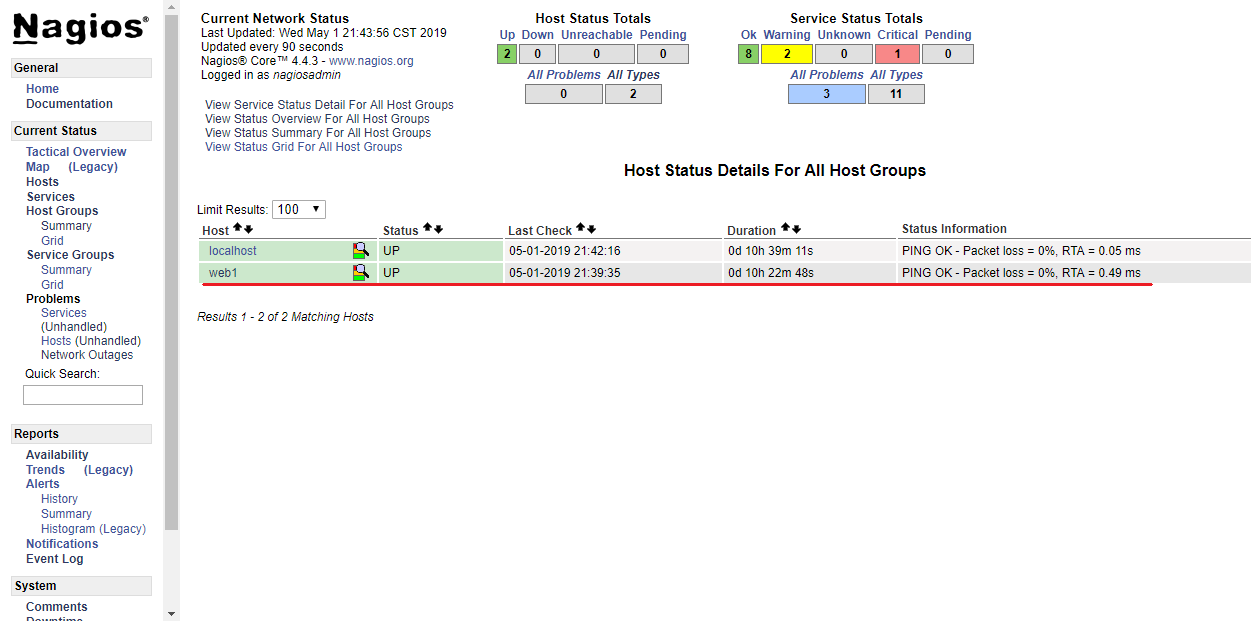 Nagios®
General
Home
Documentation
Current Status
Tactical Overview
Map (Legacy)
Hosts
Services
Host Groups
Summary
Grid
Service Groups
Summary
Grid
Problems
Services
(Unhandled)
Hosts (Unhandled)
Network Outages
Quick Search:
Reports
Availability
Trends (Legacy)
Alerts
History
Summary
Histogram (Legacy)
Notifications
Event Log
System
Comments
Downtime
Current Network Status
Last Updated: Wed May 1 21:43:56 CST 2019
Updated every 90 seconds
Nagios® Core™ 4.4.3 - www.nagios.org
Logged in as nagiosadmin
View Service Status Detail For All Host Groups
View Status Overview For All Host Groups
View Status Summary For All Host Groups
View Status Grid For All Host Groups
Host Status Totals
Up Down Unreachable Pending
2 0 0 0
All Problems All Types
0 2
Service Status Totals
Ok Warning Unknown Critical Pending
8 2 0 1 0
All Problems All Types
3 11
Host Status Details For All Host Groups
Limit Results: 100
Host Status Last Check Duration Status Information
localhost UP 05-01-2019 21:42:16 0d 10h 39m 11s PING OK - Packet loss = 0%, RTA = 0.05 ms
web1 UP 05-01-2019 21:39:35 0d 10h 22m 48s PING OK - Packet loss = 0%, RTA = 0.49 ms
Results 1 - 2 of 2 Matching Hosts